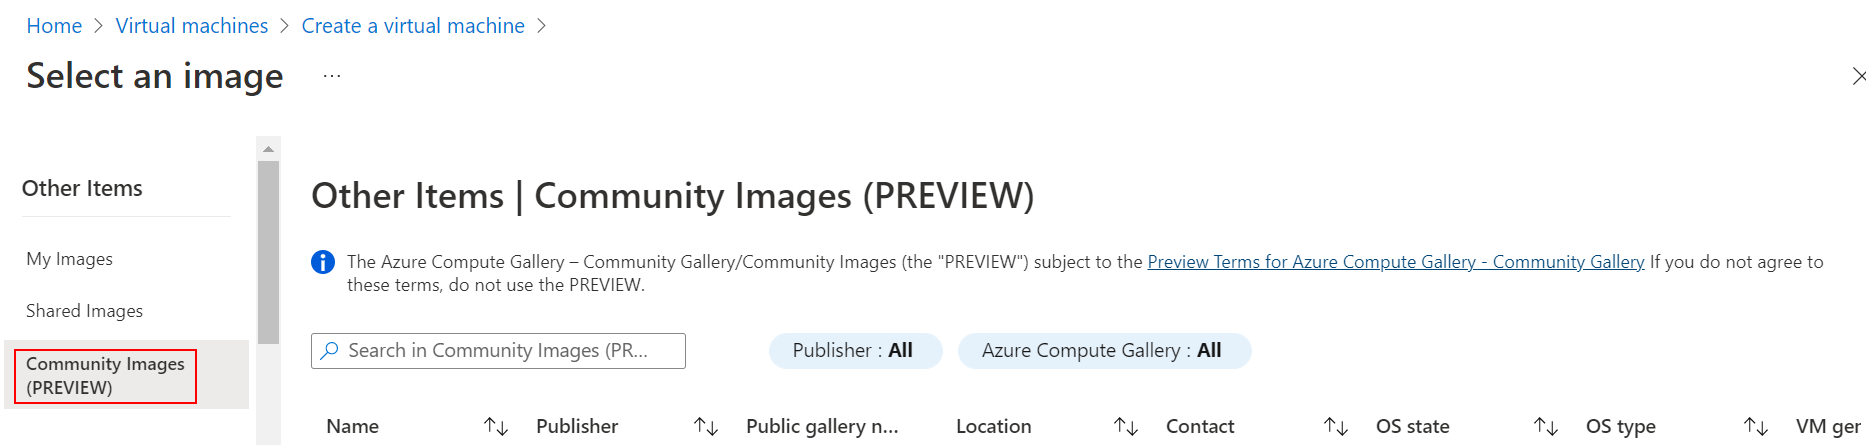 Home > Virtual machines > Create a virtual machine >
Select an image ...
Other Items
My Images
Shared Images
Community Images
(PREVIEW)
Other Items | Community Images (PREVIEW)
The Azure Compute Gallery – Community Gallery/Community Images (the "PREVIEW") subject to the Preview Terms for Azure Compute Gallery - Community Gallery If you do not agree to
these terms, do not use the PREVIEW.
Search in Community Images (PR...
Publisher : All
Azure Compute Gallery : All
Name Publisher Public gallery n... Location Contact OS state OS type VM ger